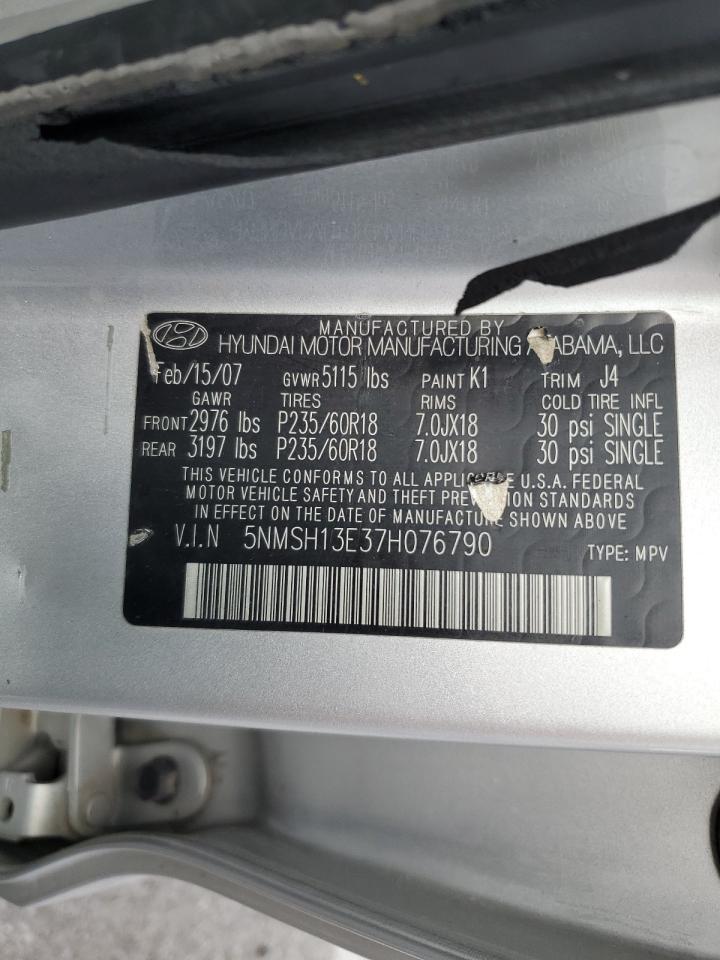 MANUFACTURED BY
HYUNDAI MOTOR MANUFACTURING ALABAMA, LLC
Feb/15/07 GVWR 5115 lbs PAINT K1 TRIM J4
GAWR TIRES RIMS COLD TIRE INFL
FRONT 2976 lbs P235/60R18 7.0JX18 30 psi SINGLE
REAR 3197 lbs P235/60R18 7.0JX18 30 psi SINGLE
THIS VEHICLE CONFORMS TO ALL APPLICABLE U.S.A. FEDERAL
MOTOR VEHICLE SAFETY AND THEFT PREVENTION STANDARDS
IN EFFECT ON THE DATE OF MANUFACTURE SHOWN ABOVE
V.I.N 5NMSH13E37H076790 TYPE: MPV